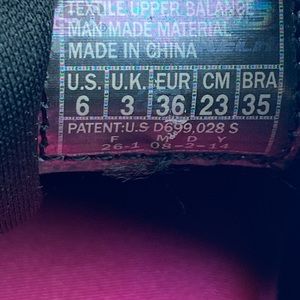 TEXTILE UPPER BALANCE
MAN MADE MATERIAL
MADE IN CHINA
U.S. U.K. EUR CM BRA
6 3 36 23 35
PATENT:U.S D699,028 S
F M D Y
26-1 08-2-14